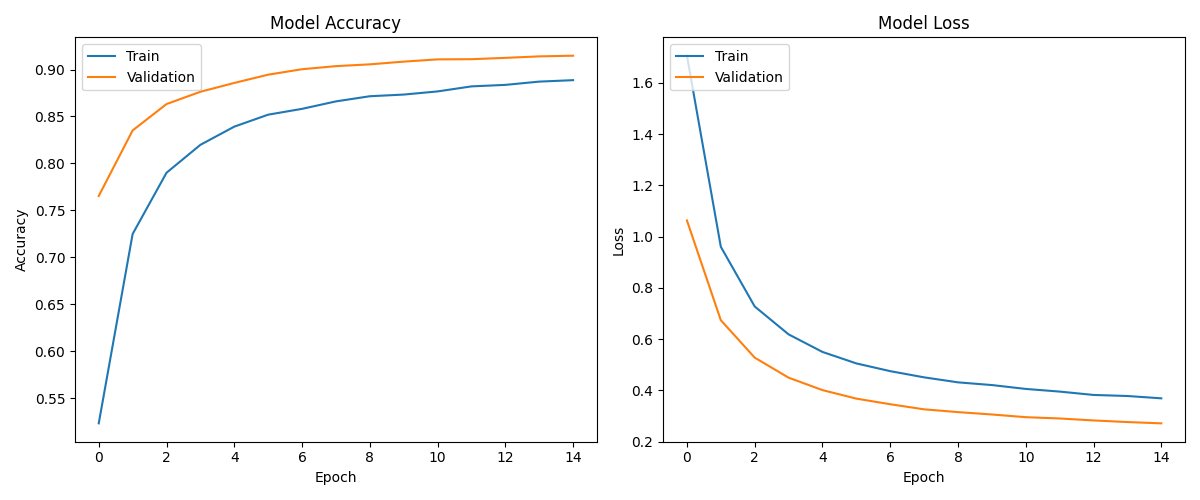 Model Accuracy
Train
Validation
0.90
0.85
0.80
0.75
0.70
0.65
0.60
0.55
Accuracy
0 2 4 6 8 10 12 14
Epoch
Model Loss
Train
Validation
1.6
1.4
1.2
1.0
0.8
0.6
0.4
0.2
Loss
0 2 4 6 8 10 12 14
Epoch